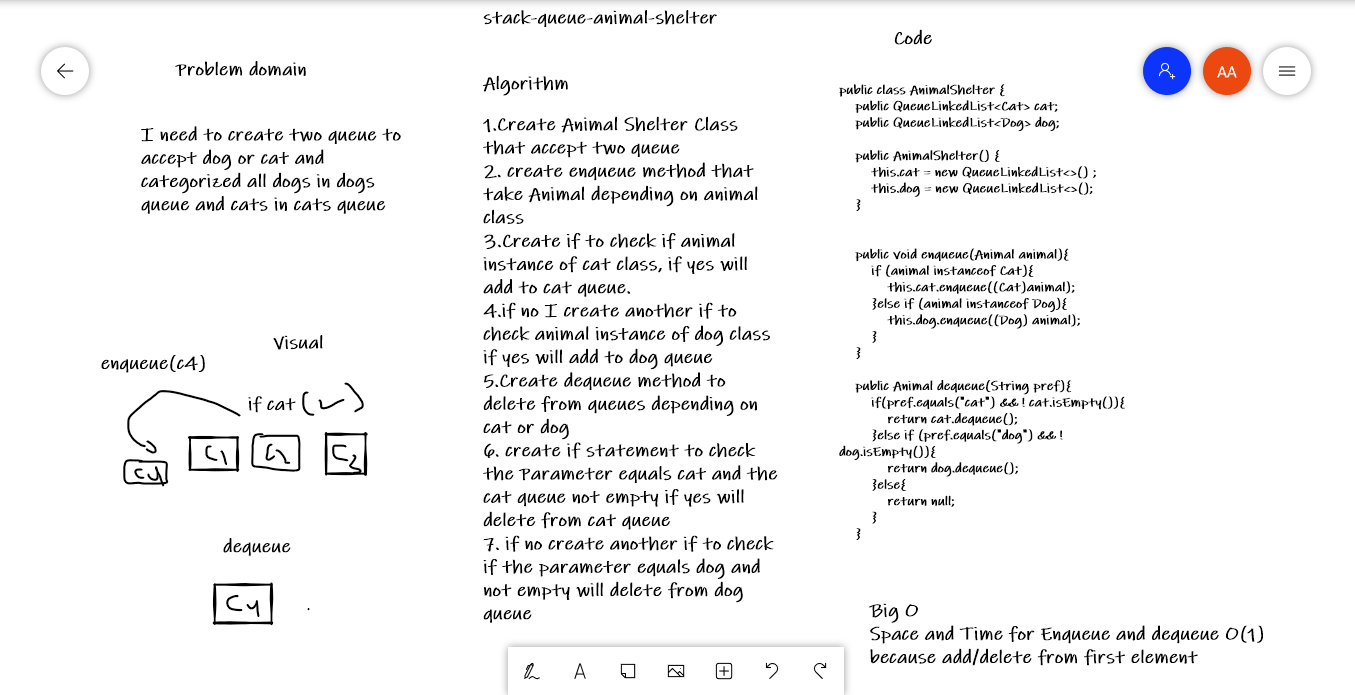 stack-queue-animal-shelter
Problem domain
I need to create two queue to
accept dog or cat and
categorized all dogs in dogs
queue and cats in cats queue
Visual
enqueue(c4)
if cat (✓)
C4
C1
C2
C3
dequeue
C4
Algorithm
1.Create Animal Shelter Class
that accept two queue
2. create enqueue method that
take Animal depending on animal
class
3.Create if to check if animal
instance of cat class, if yes will
add to cat queue.
4.if no I create another if to
check animal instance of dog class
if yes will add to dog queue
5.Create dequeue method to
delete from queues depending on
cat or dog
6. create if statement to check
the Parameter equals cat and the
cat queue not empty if yes will
delete from cat queue
7. if no create another if to check
if the parameter equals dog and
not empty will delete from dog
queue
Code
AA
public class AnimalShelter {
public QueueLinkedList<Cat> cat;
public QueueLinkedList<Dog> dog;
public AnimalShelter() {
this.cat = new QueueLinkedList<>() ;
this.dog = new QueueLinkedList<>();
}
public void enqueue(Animal animal){
if (animal instanceof Cat){
this.cat.enqueue((Cat)animal);
}else if (animal instanceof Dog){
this.dog.enqueue((Dog) animal);
}
}
public Animal dequeue(String pref){
if(pref.equals("cat") && ! cat.isEmpty()){
return cat.dequeue();
}else if (pref.equals("dog") && !
dog.isEmpty()){
return dog.dequeue();
}else{
return null;
}
}
Big O
Space and Time for Enqueue and dequeue O(1)
because add/delete from first element
A